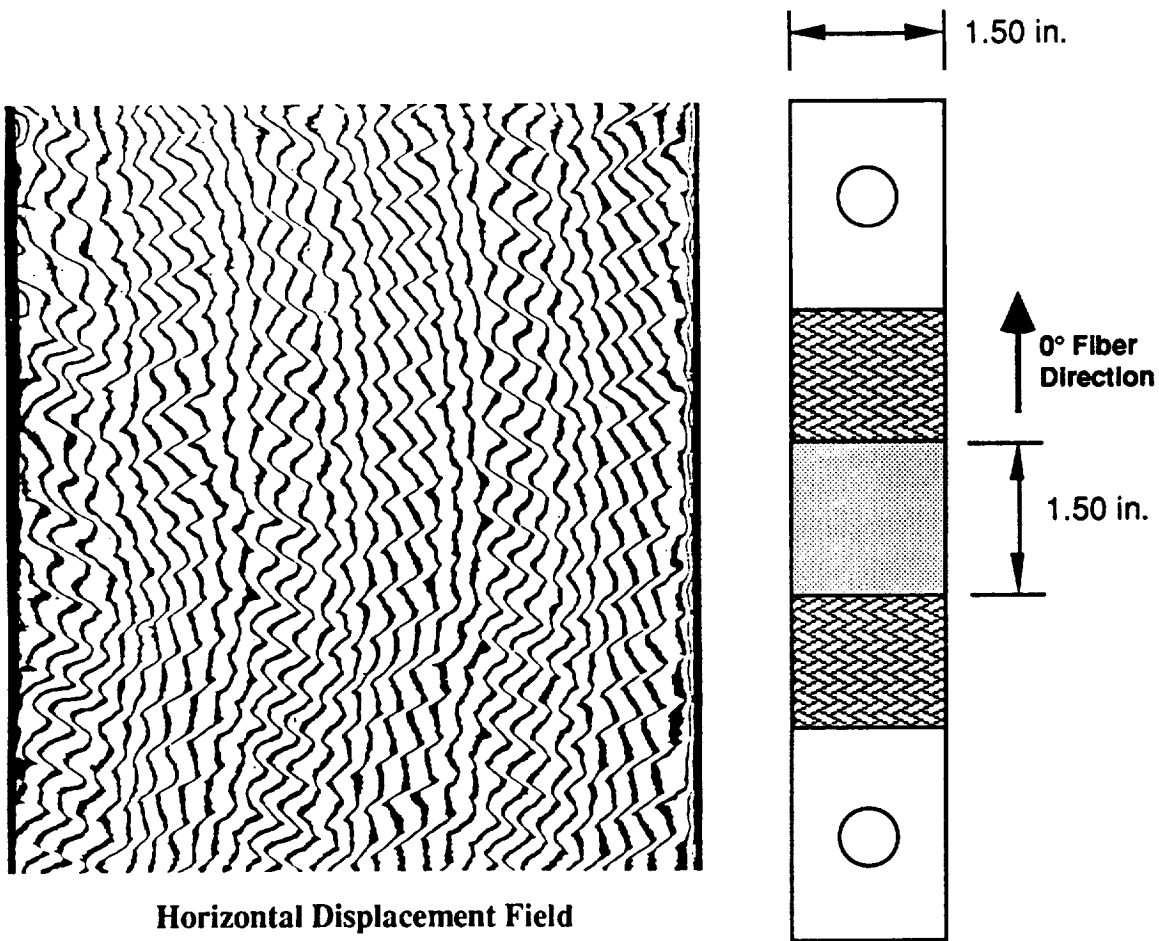 1.50 in.
0° Fiber
Direction
1.50 in.
Horizontal Displacement Field